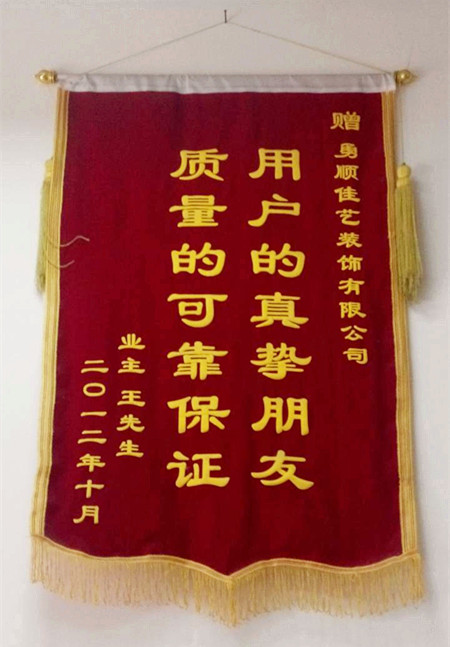 赠勇顺佳艺装饰有限公司
用户的真挚朋友
质量的可靠保证
业主王先生
二〇一二年十月